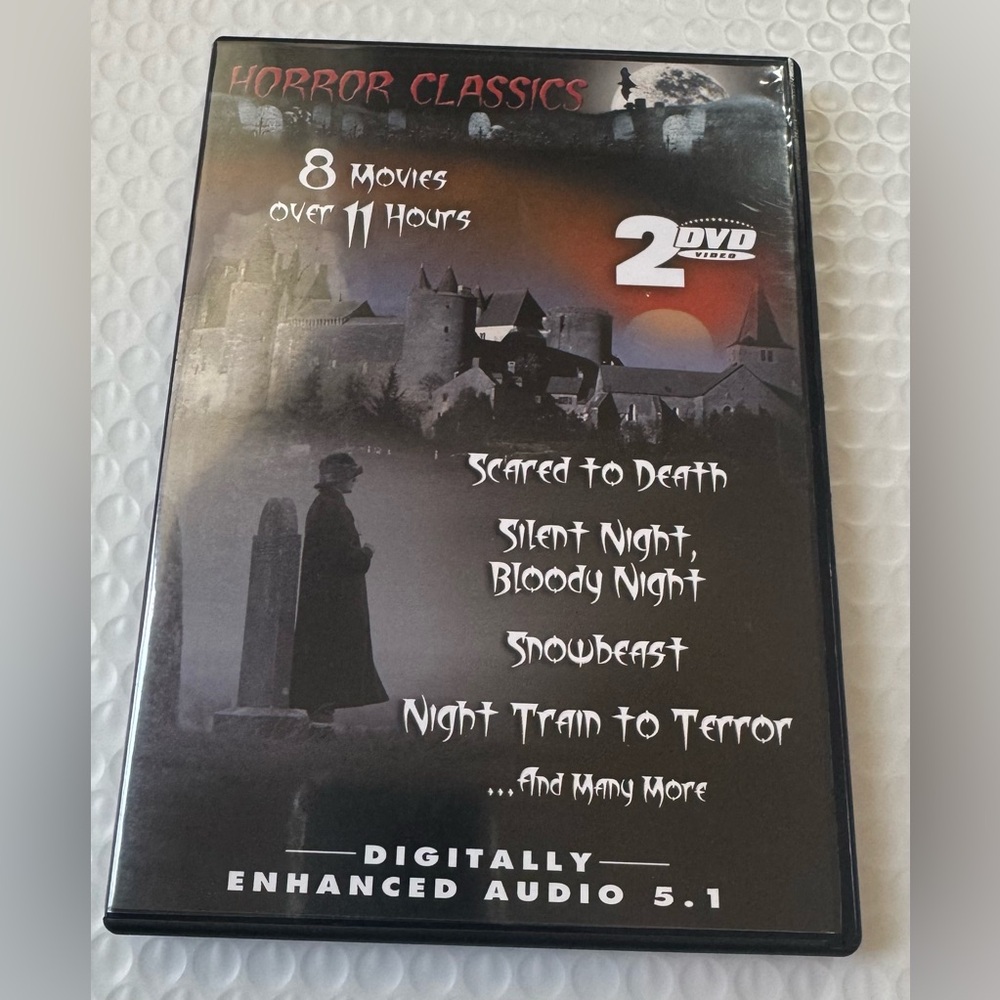 HORROR CLASSICS
8 Movies
over 11 Hours
2 DVD
VIDEO
Scared to Death
Silent Night,
Bloody Night
Snowbeast
Night Train to Terror
...And Many More
DIGITALLY
ENHANCED AUDIO 5.1